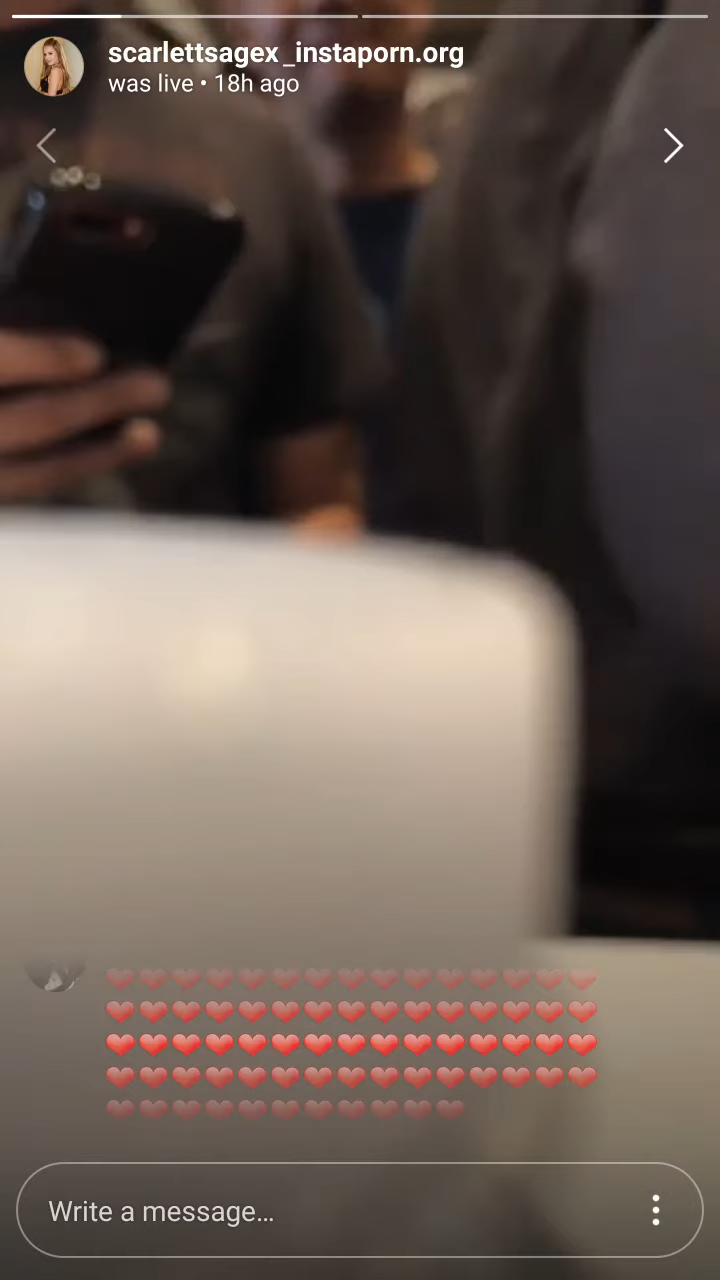 scarlettsagex_instaporn.org
was live • 18h ago
❤❤❤❤❤❤❤❤❤❤❤❤❤❤❤
❤❤❤❤❤❤❤❤❤❤❤❤❤❤❤
❤❤❤❤❤❤❤❤❤❤❤❤❤❤❤
❤❤❤❤❤❤❤❤❤❤❤❤❤❤❤
❤❤❤❤❤❤❤❤❤❤❤
Write a message...